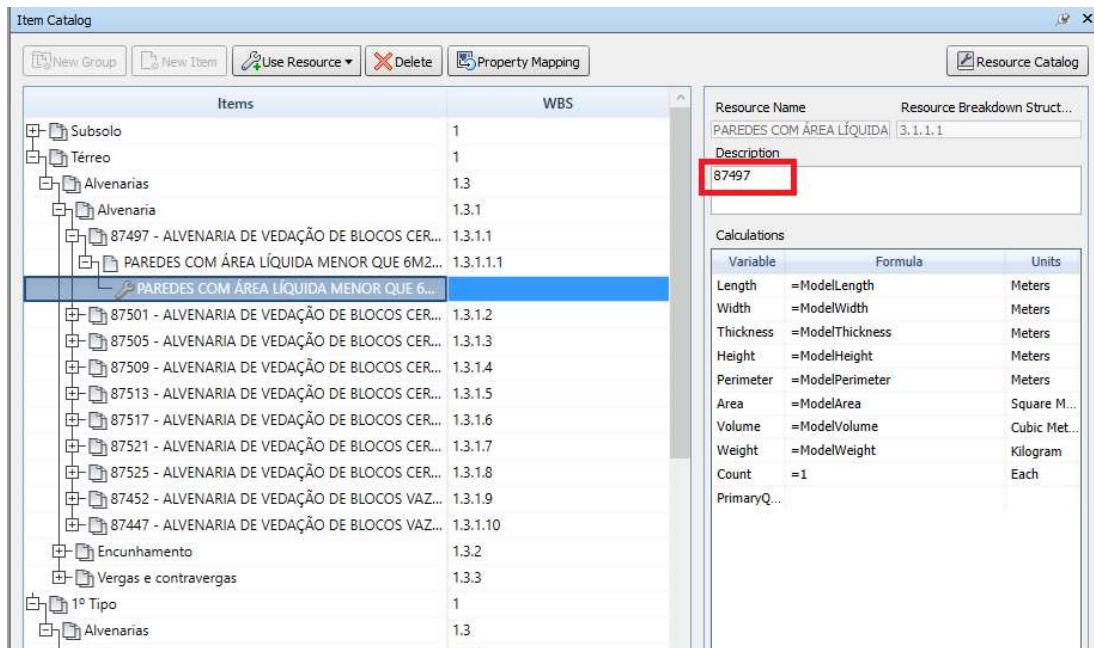 Item Catalog
New Group New Item Use Resource Delete Property Mapping Resource Catalog
Items WBS
Subsolo 1
Térreo 1
Alvenarias 1.3
Alvenaria 1.3.1
87497 - ALVENARIA DE VEDAÇÃO DE BLOCOS CER... 1.3.1.1
PAREDES COM ÁREA LÍQUIDA MENOR QUE 6M2... 1.3.1.1.1
PAREDES COM ÁREA LÍQUIDA MENOR QUE 6...
87501 - ALVENARIA DE VEDAÇÃO DE BLOCOS CER... 1.3.1.2
87505 - ALVENARIA DE VEDAÇÃO DE BLOCOS CER... 1.3.1.3
87509 - ALVENARIA DE VEDAÇÃO DE BLOCOS CER... 1.3.1.4
87513 - ALVENARIA DE VEDAÇÃO DE BLOCOS CER... 1.3.1.5
87517 - ALVENARIA DE VEDAÇÃO DE BLOCOS CER... 1.3.1.6
87521 - ALVENARIA DE VEDAÇÃO DE BLOCOS CER... 1.3.1.7
87525 - ALVENARIA DE VEDAÇÃO DE BLOCOS CER... 1.3.1.8
87452 - ALVENARIA DE VEDAÇÃO DE BLOCOS VAZ... 1.3.1.9
87447 - ALVENARIA DE VEDAÇÃO DE BLOCOS VAZ... 1.3.1.10
Encunhamento 1.3.2
Vergas e contravergas 1.3.3
1º Tipo 1
Alvenarias 1.3
Resource Name Resource Breakdown Struct...
PAREDES COM ÁREA LÍQUIDA 3.1.1.1
Description
87497
Calculations
Variable Formula Units
Length =ModelLength Meters
Width =ModelWidth Meters
Thickness =ModelThickness Meters
Height =ModelHeight Meters
Perimeter =ModelPerimeter Meters
Area =ModelArea Square M...
Volume =ModelVolume Cubic Met...
Weight =ModelWeight Kilogram
Count =1 Each
PrimaryQ...